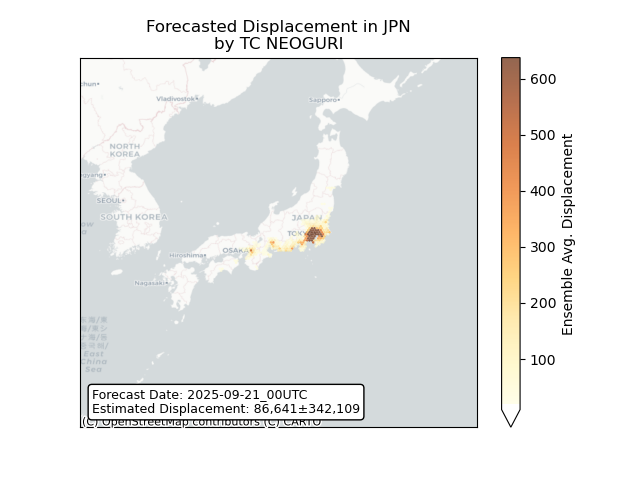 Forecasted Displacement in JPN
by TC NEOGURI
Vladivostok
Sapporo
NORTH
KOREA
SEOUL
SOUTH KOREA
JAPAN
TOKYO
OSAKA
Hiroshima
Nagasaki
East
China
Sea
Forecast Date: 2025-09-21_00UTC
Estimated Displacement: 86,641±342,109
(C) OpenStreetMap contributors (C) CARTO
600
500
400
300
200
100
Ensemble Avg. Displacement